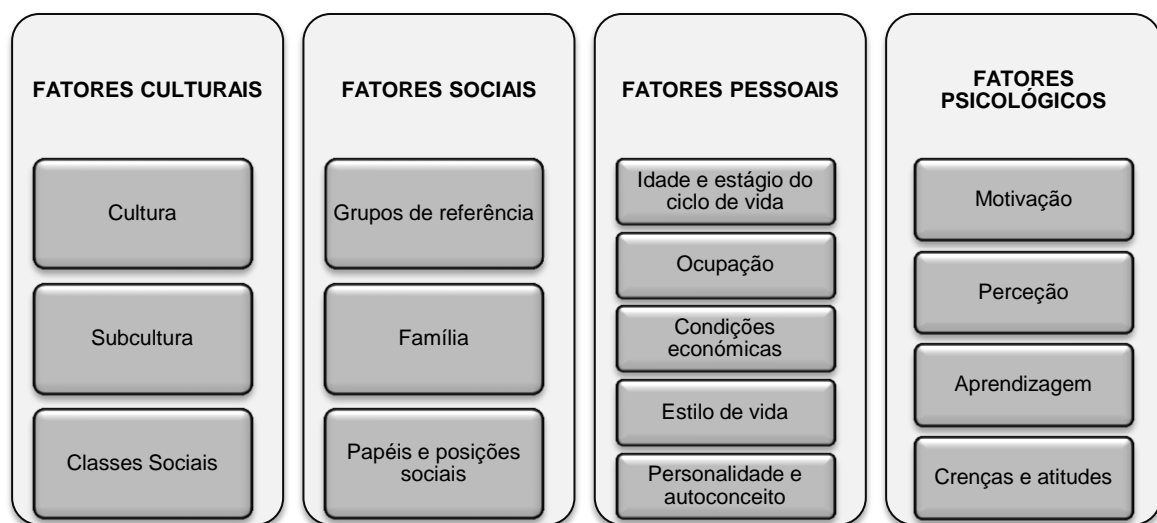 FATORES CULTURAIS
Cultura
Subcultura
Classes Sociais
FATORES SOCIAIS
Grupos de referência
Família
Papéis e posições
sociais
FATORES PESSOAIS
Idade e estágio do
ciclo de vida
Ocupação
Condições
económicas
Estilo de vida
Personalidade e
autoconceito
FATORES
PSICOLÓGICOS
Motivação
Perceção
Aprendizagem
Crenças e atitudes